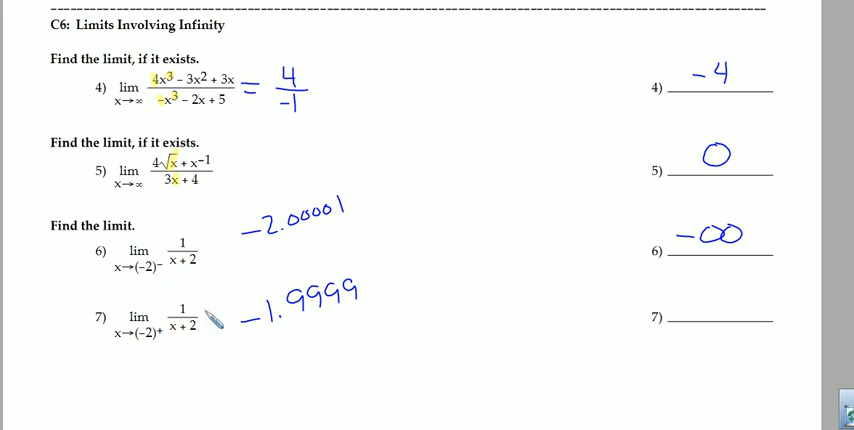 C6: Limits Involving Infinity
Find the limit, if it exists.
4) lim x→∞ (4x³ − 3x² + 3x)/(−x³ − 2x + 5) = 4/−1 4) −4
Find the limit, if it exists.
5) lim x→∞ (4√x + x⁻¹)/(3x + 4) 5) 0
Find the limit.
−2.00001
6) lim x→(−2)⁻ 1/(x + 2) 6) −∞
7) lim x→(−2)⁺ 1/(x + 2) −1.9999 7)